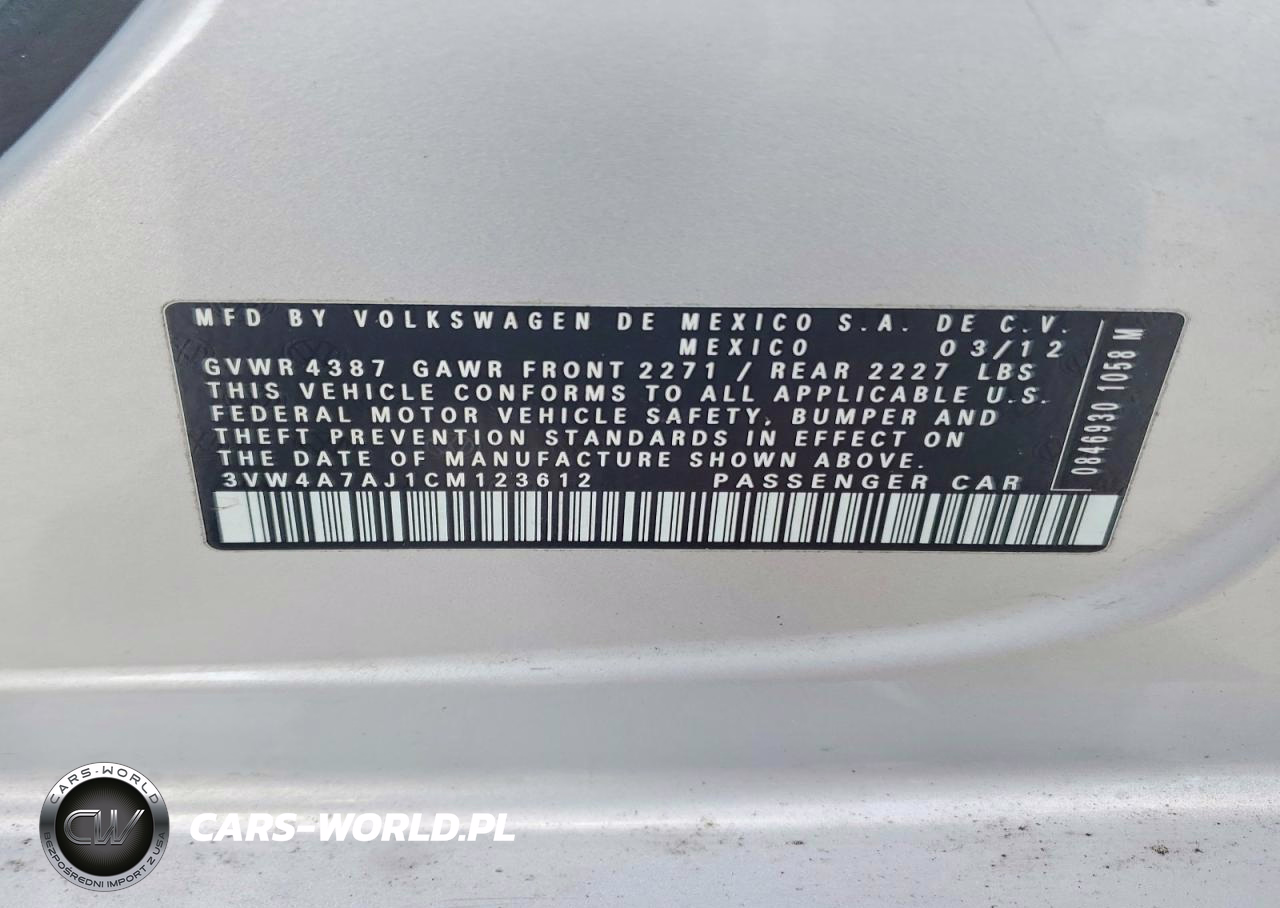 MFD BY VOLKSWAGEN DE MEXICO S.A. DE C.V.
MEXICO 03/12
GVWR 4387 GAWR FRONT 2271 / REAR 2227 LBS
THIS VEHICLE CONFORMS TO ALL APPLICABLE U.S.
FEDERAL MOTOR VEHICLE SAFETY, BUMPER AND
THEFT PREVENTION STANDARDS IN EFFECT ON
THE DATE OF MANUFACTURE SHOWN ABOVE.
3VW4A7AJ1CM123612 PASSENGER CAR
0846930 1058 M
CARS-WORLD
CW
BEZPOŚREDNI IMPORT Z USA
CARS-WORLD.PL